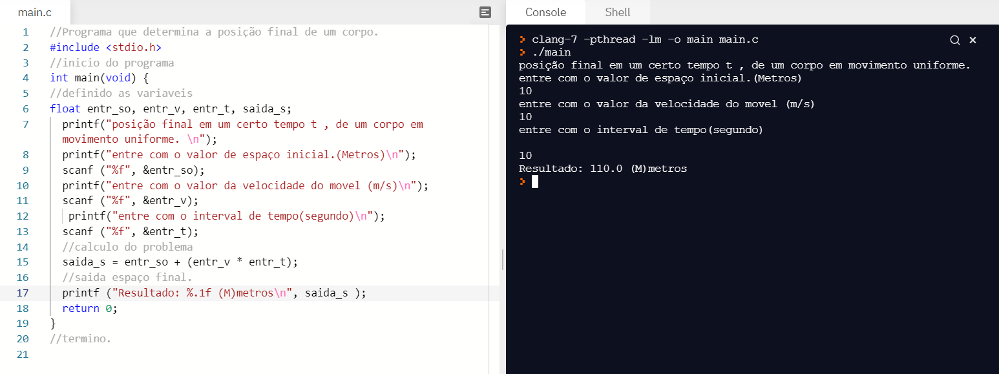 main.c
1 //Programa que determina a posição final de um corpo.
2 #include <stdio.h>
3 //inicio do programa
4 int main(void) {
5 //definido as variaveis
6 float entr_so, entr_v, entr_t, saida_s;
7 printf("posição final em um certo tempo t , de um corpo em
movimento uniforme. \n");
8 printf("entre com o valor de espaço inicial.(Metros)\n");
9 scanf ("%f", &entr_so);
10 printf("entre com o valor da velocidade do movel (m/s)\n");
11 scanf ("%f", &entr_v);
12 printf("entre com o interval de tempo(segundo)\n");
13 scanf ("%f", &entr_t);
14 //calculo do problema
15 saida_s = entr_so + (entr_v * entr_t);
16 //saida espaço final.
17 printf ("Resultado: %.1f (M)metros\n", saida_s );
18 return 0;
19 }
20 //termino.
21
Console Shell
> clang-7 -pthread -lm -o main main.c
> ./main
posição final em um certo tempo t , de um corpo em movimento uniforme.
entre com o valor de espaço inicial.(Metros)
10
entre com o valor da velocidade do movel (m/s)
10
entre com o interval de tempo(segundo)
10
Resultado: 110.0 (M)metros
>